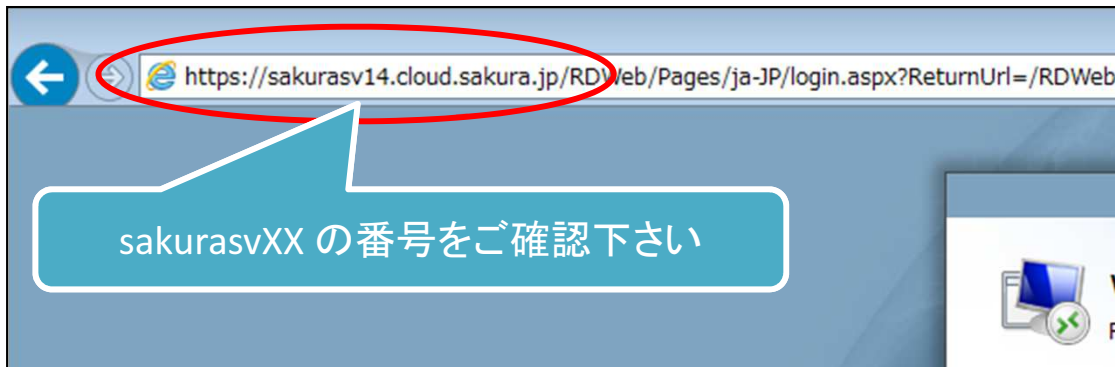 https://sakurasv14.cloud.sakura.jp/RDWeb/Pages/ja-JP/login.aspx?ReturnUrl=/RDWeb
sakurasvXX の番号をご確認下さい